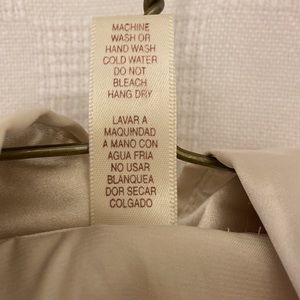 MACHINE
WASH OR
HAND WASH
COLD WATER
DO NOT
BLEACH
HANG DRY
LAVAR A
MAQUINDAD
A MANO CON
AGUA FRIA
NO USAR
BLANQUEA
DOR SECAR
COLGADO